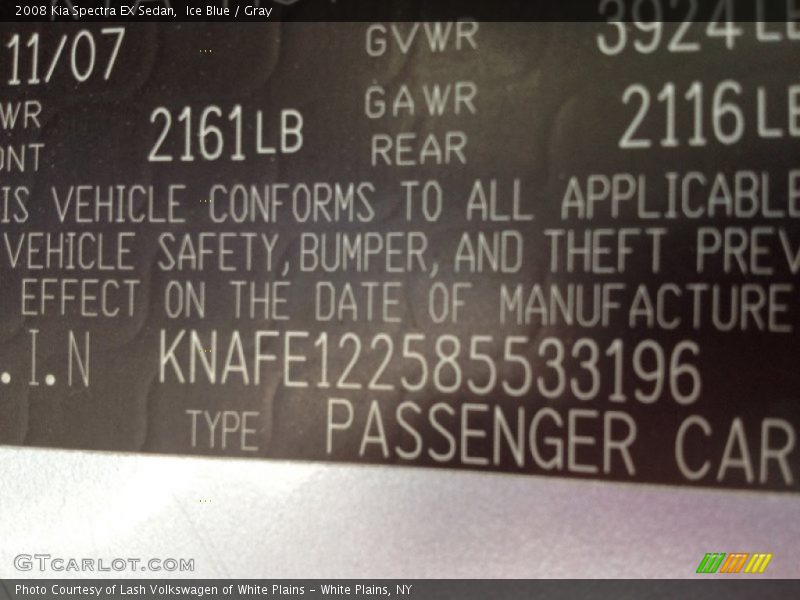 2008 Kia Spectra EX Sedan, Ice Blue / Gray
11/07 GVWR 3924LB
WR 2161LB GAWR 2116LB
ONT REAR
IS VEHICLE CONFORMS TO ALL APPLICABLE
VEHICLE SAFETY,BUMPER,AND THEFT PREV
EFFECT ON THE DATE OF MANUFACTURE
.I.N KNAFE122585533196
TYPE PASSENGER CAR
GTCARLOT.COM
Photo Courtesy of Lash Volkswagen of White Plains - White Plains, NY